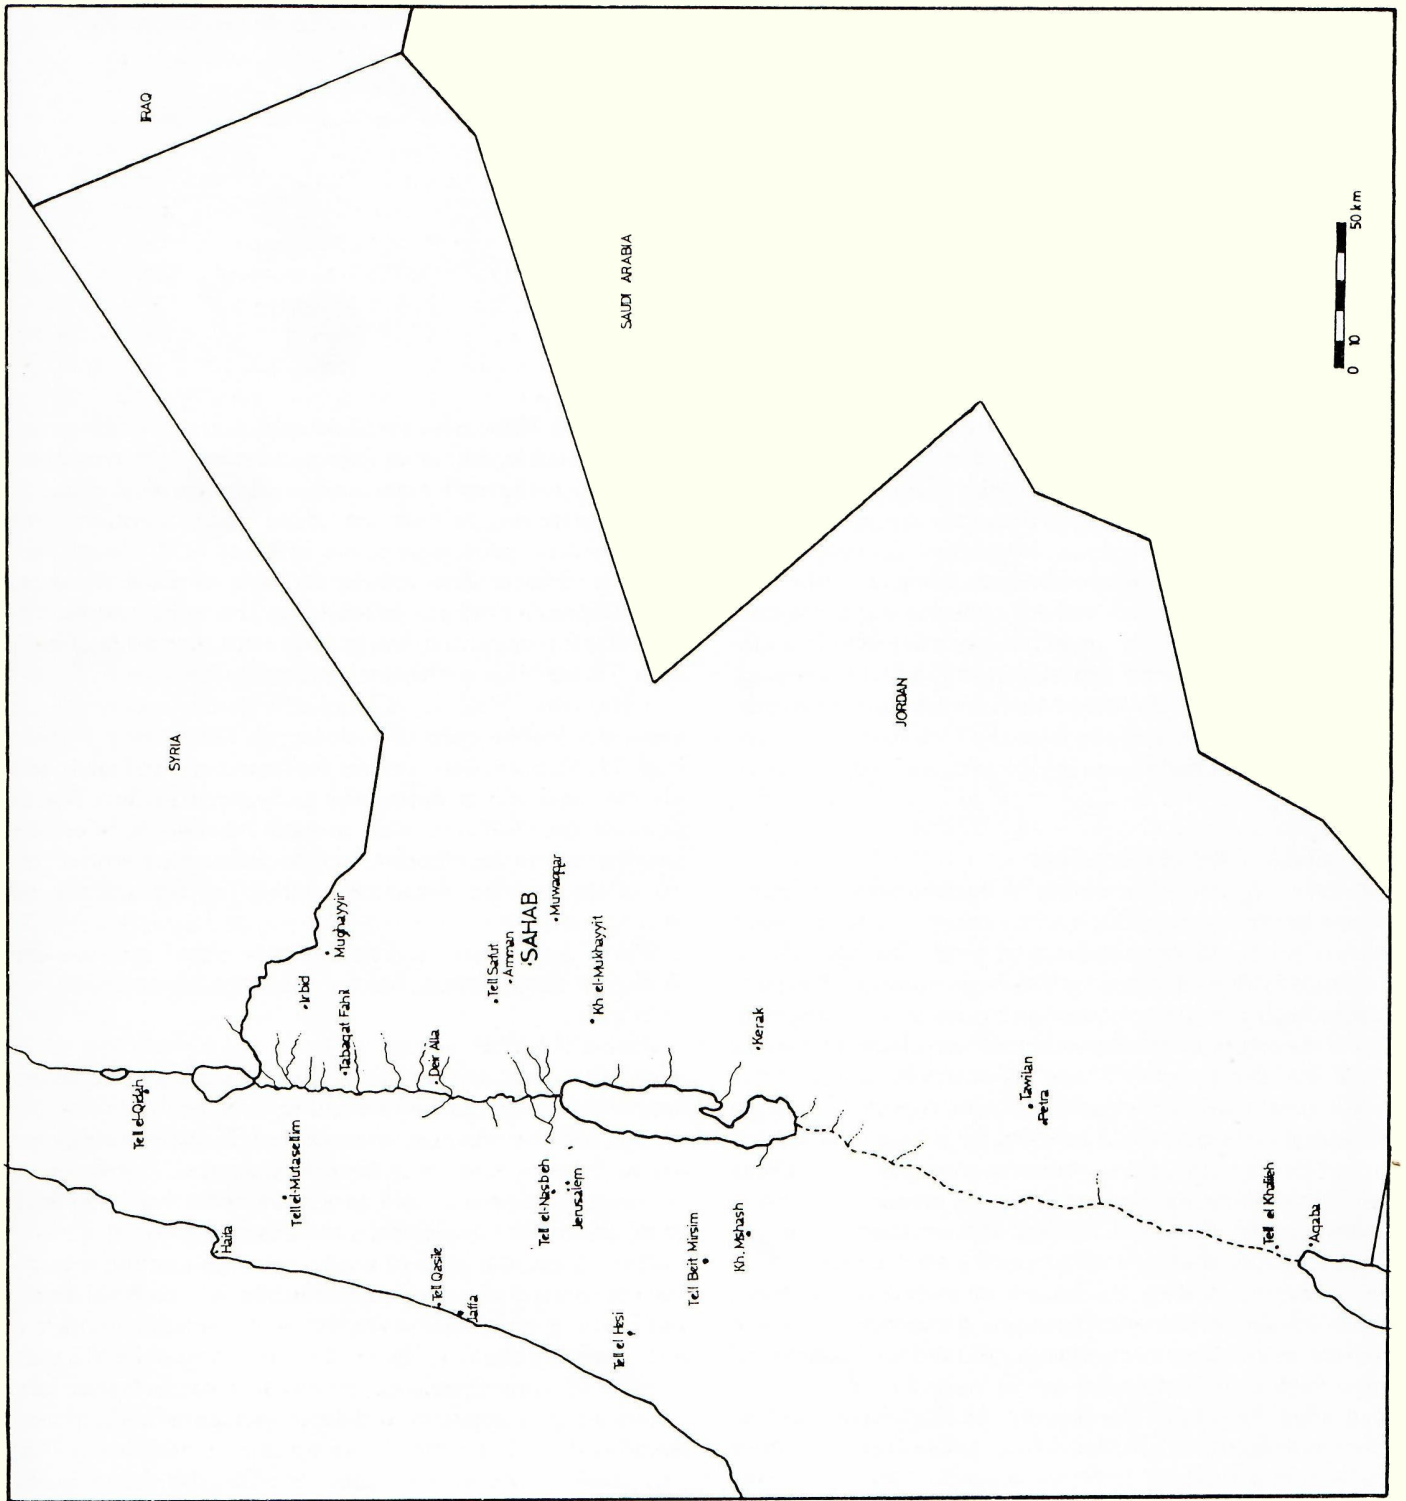 IRAQ
SYRIA
SAUDI ARABIA
JORDAN
Tell el-Qidah
Haifa
Tell el-Mutasellim
Irbid
Mughayyir
Tabaqat Fahil
Deir Alla
Tell Qasile
Jaffa
Tell Safut
Amman
SAHAB
Muwaqqar
Kh el-Mukhayyit
Tell el-Nasbeh
Jerusalem
Tell el Hesi
Tell Beit Mirsim
Kh. Mshash
Kerak
Tawilan
Petra
Tell el Khalifeh
Aqaba
0 10 50 km